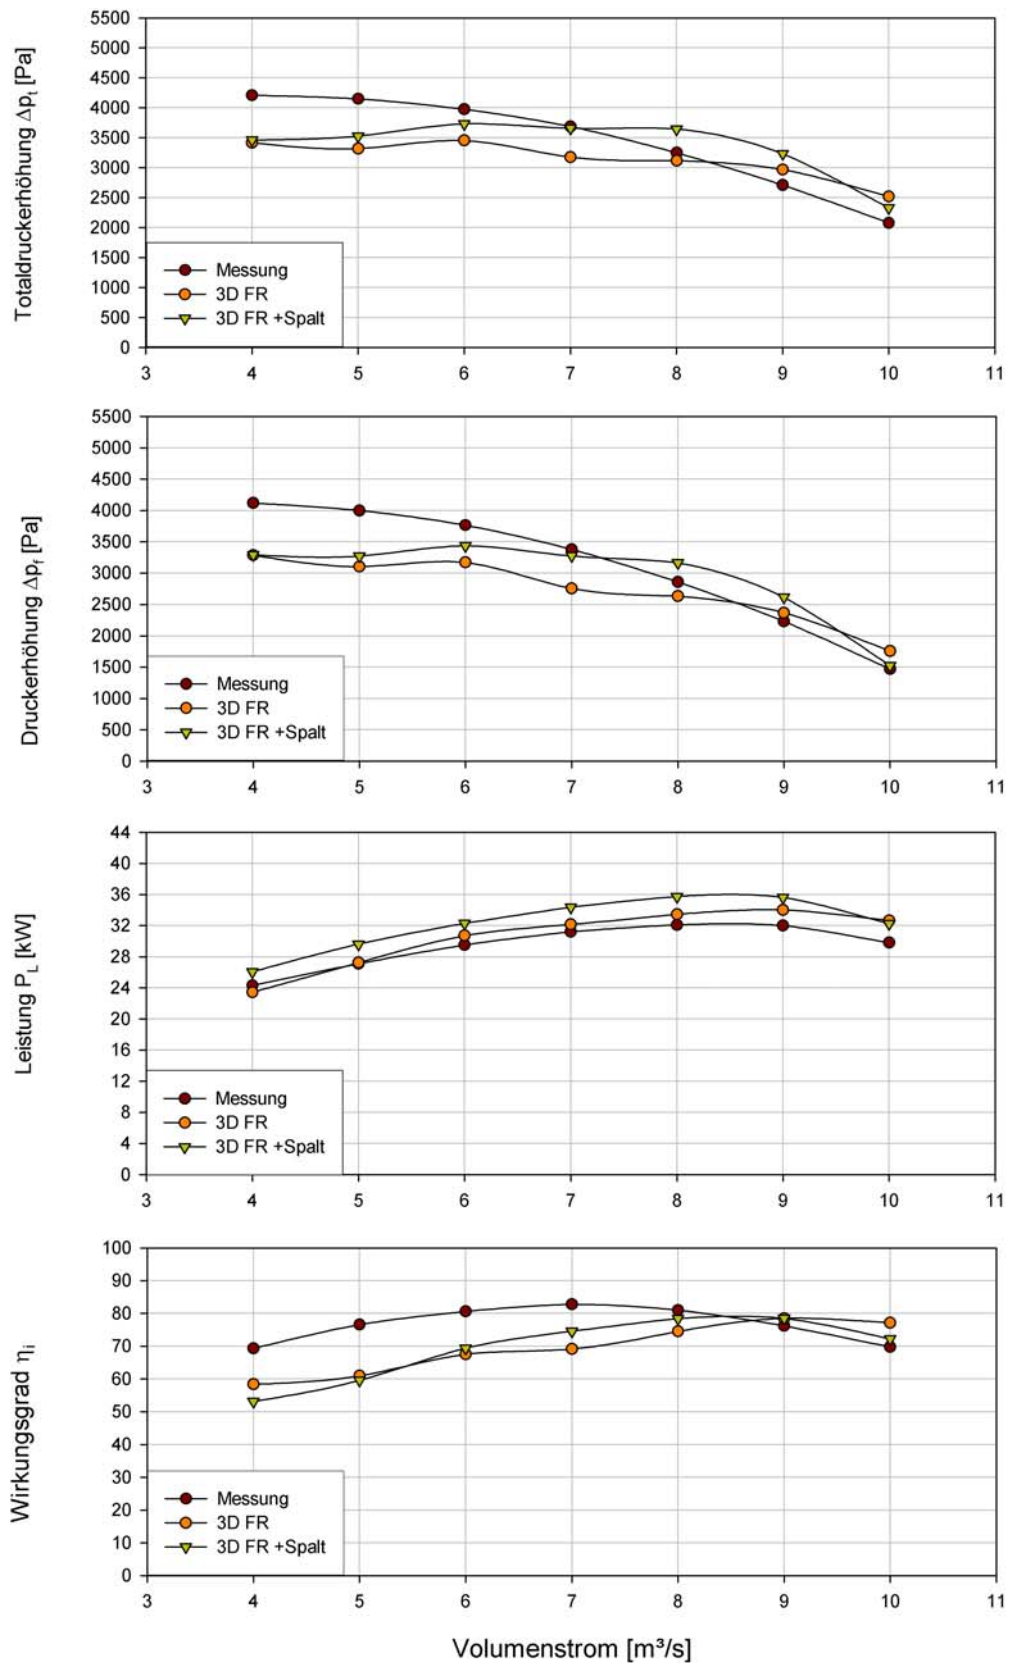 Totaldruckerhöhung Δpt [Pa]
5500
5000
4500
4000
3500
3000
2500
2000
1500
1000
500
0
Messung
3D FR
3D FR +Spalt
3 4 5 6 7 8 9 10 11
Druckerhöhung Δpf [Pa]
5500
5000
4500
4000
3500
3000
2500
2000
1500
1000
500
0
Messung
3D FR
3D FR +Spalt
3 4 5 6 7 8 9 10 11
Leistung PL [kW]
44
40
36
32
28
24
20
16
12
8
4
0
Messung
3D FR
3D FR +Spalt
3 4 5 6 7 8 9 10 11
Wirkungsgrad ηi
100
90
80
70
60
50
40
30
20
10
0
Messung
3D FR
3D FR +Spalt
3 4 5 6 7 8 9 10 11
Volumenstrom [m³/s]